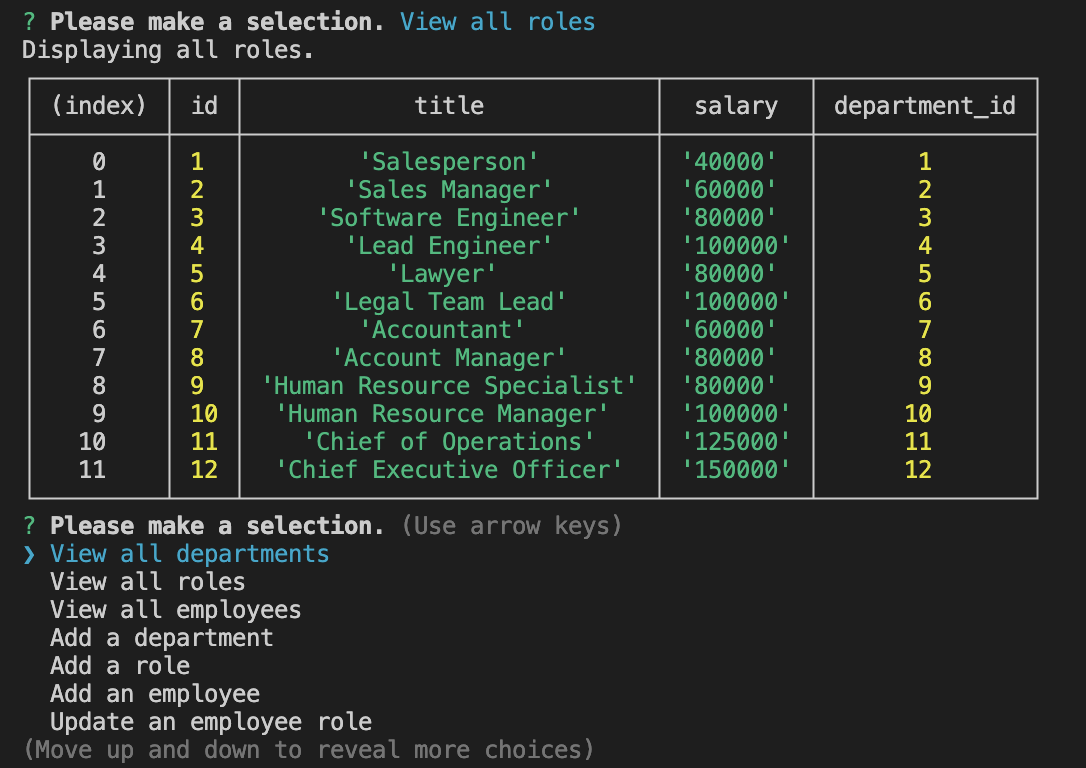 ? Please make a selection. View all roles
Displaying all roles.
(index) id title salary department_id
0 1 'Salesperson' '40000' 1
1 2 'Sales Manager' '60000' 2
2 3 'Software Engineer' '80000' 3
3 4 'Lead Engineer' '100000' 4
4 5 'Lawyer' '80000' 5
5 6 'Legal Team Lead' '100000' 6
6 7 'Accountant' '60000' 7
7 8 'Account Manager' '80000' 8
8 9 'Human Resource Specialist' '80000' 9
9 10 'Human Resource Manager' '100000' 10
10 11 'Chief of Operations' '125000' 11
11 12 'Chief Executive Officer' '150000' 12
? Please make a selection. (Use arrow keys)
❯ View all departments
View all roles
View all employees
Add a department
Add a role
Add an employee
Update an employee role
(Move up and down to reveal more choices)